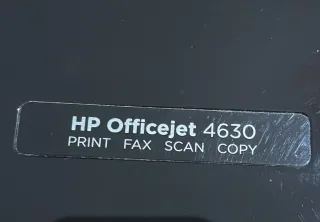 HP Officejet 4630
PRINT FAX SCAN COPY